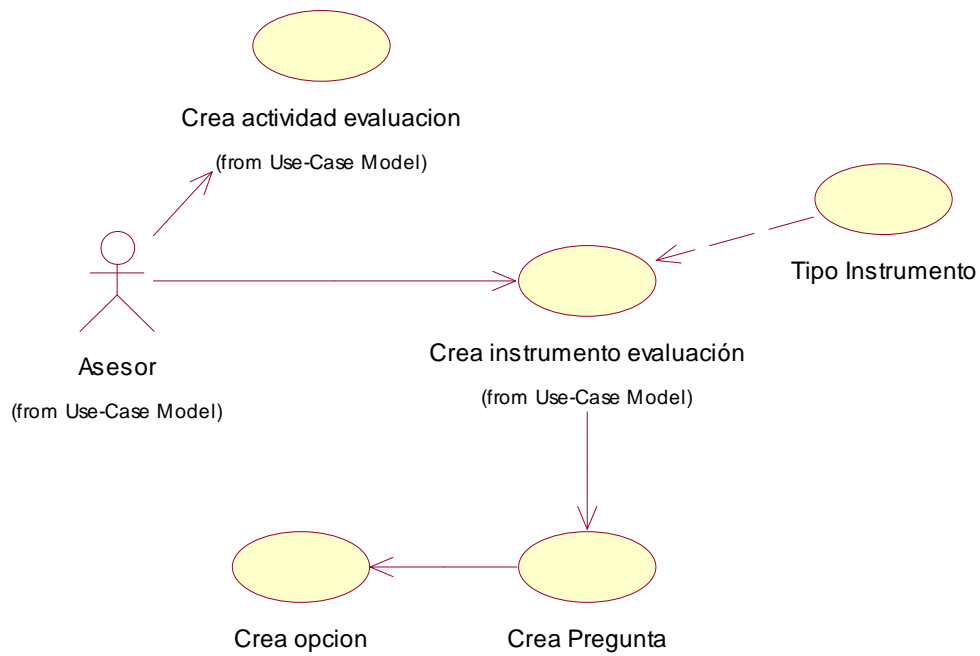 Crea actividad evaluacion
(from Use-Case Model)
Tipo Instrumento
Asesor
(from Use-Case Model)
Crea instrumento evaluación
(from Use-Case Model)
Crea opcion
Crea Pregunta